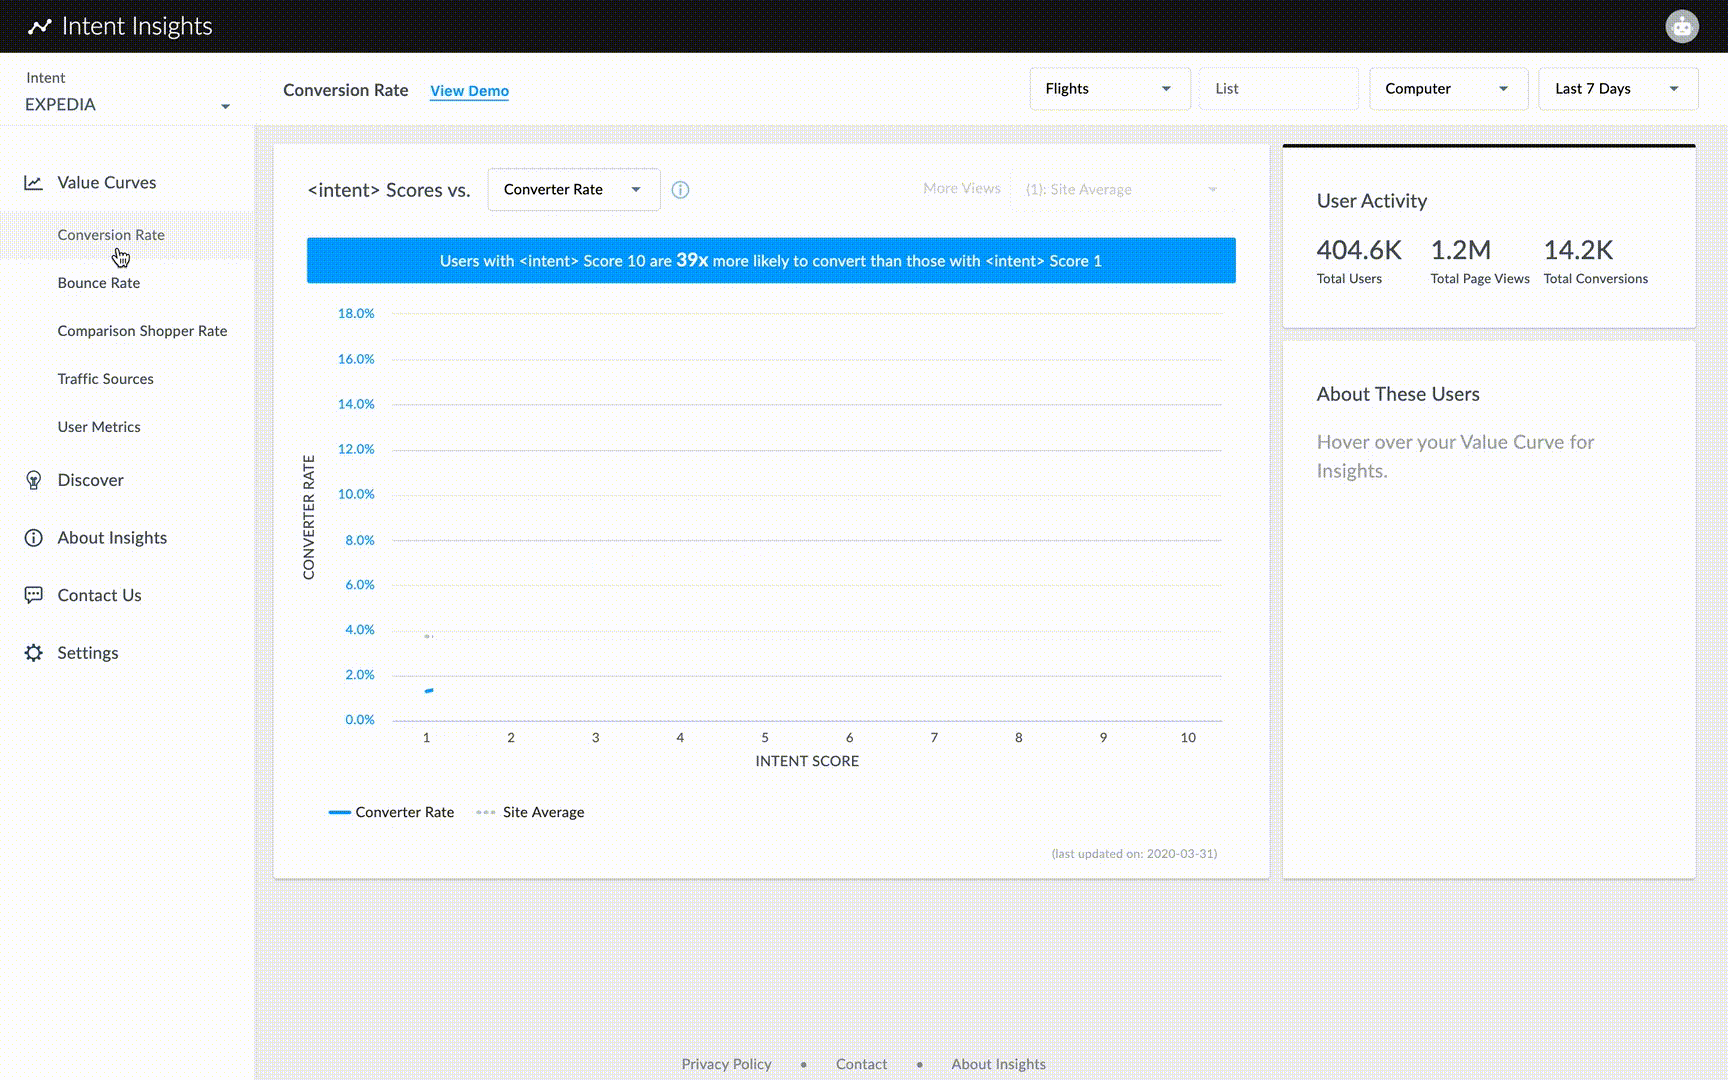 Intent Insights
Intent
EXPEDIA
Conversion Rate
View Demo
Flights
List
Computer
Last 7 Days
Value Curves
Conversion Rate
Bounce Rate
Comparison Shopper Rate
Traffic Sources
User Metrics
Discover
About Insights
Contact Us
Settings
<intent> Scores vs.
Converter Rate
More Views
(1): Site Average
Users with <intent> Score 10 are 39x more likely to convert than those with <intent> Score 1
18.0%
16.0%
14.0%
12.0%
10.0%
8.0%
6.0%
4.0%
2.0%
0.0%
CONVERTER RATE
1 2 3 4 5 6 7 8 9 10
INTENT SCORE
Converter Rate
Site Average
(last updated on: 2020-03-31)
User Activity
404.6K 1.2M 14.2K
Total Users Total Page Views Total Conversions
About These Users
Hover over your Value Curve for
Insights.
Privacy Policy • Contact • About Insights